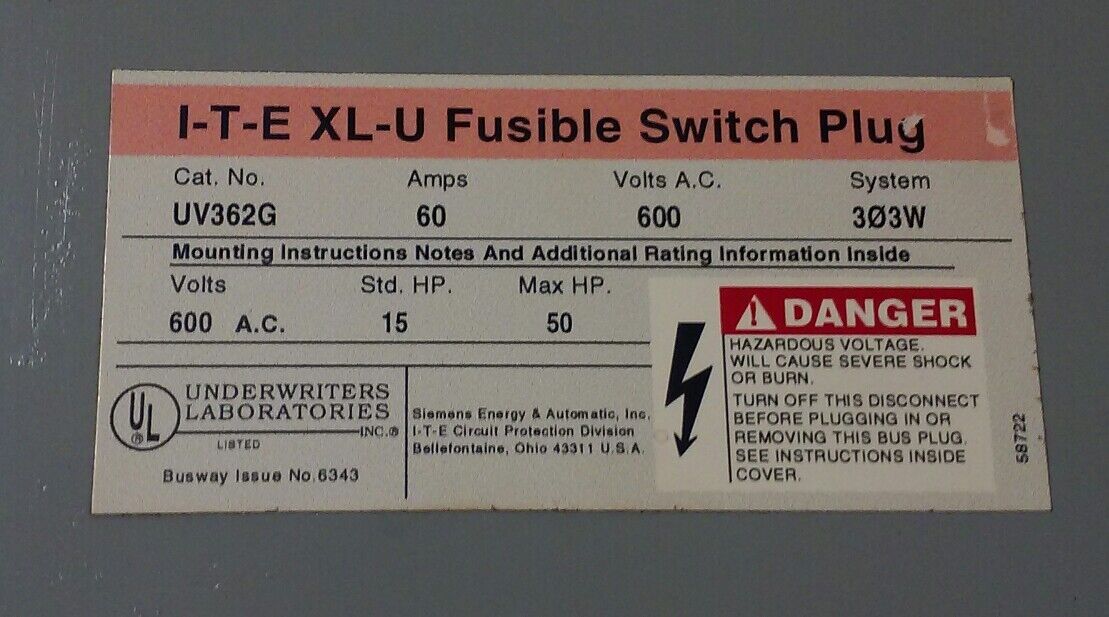 I-T-E XL-U Fusible Switch Plug
Cat. No. Amps Volts A.C. System
UV362G 60 600 3Ø3W
Mounting Instructions Notes And Additional Rating Information Inside
Volts Std. HP. Max HP.
600 A.C. 15 50
UL ®
UNDERWRITERS
LABORATORIES
INC.®
LISTED
Busway Issue No.6343
Siemens Energy & Automatic, Inc.
I-T-E Circuit Protection Division
Bellefontaine, Ohio 43311 U.S.A.
DANGER
HAZARDOUS VOLTAGE.
WILL CAUSE SEVERE SHOCK
OR BURN.
TURN OFF THIS DISCONNECT
BEFORE PLUGGING IN OR
REMOVING THIS BUS PLUG.
SEE INSTRUCTIONS INSIDE
COVER.
58722